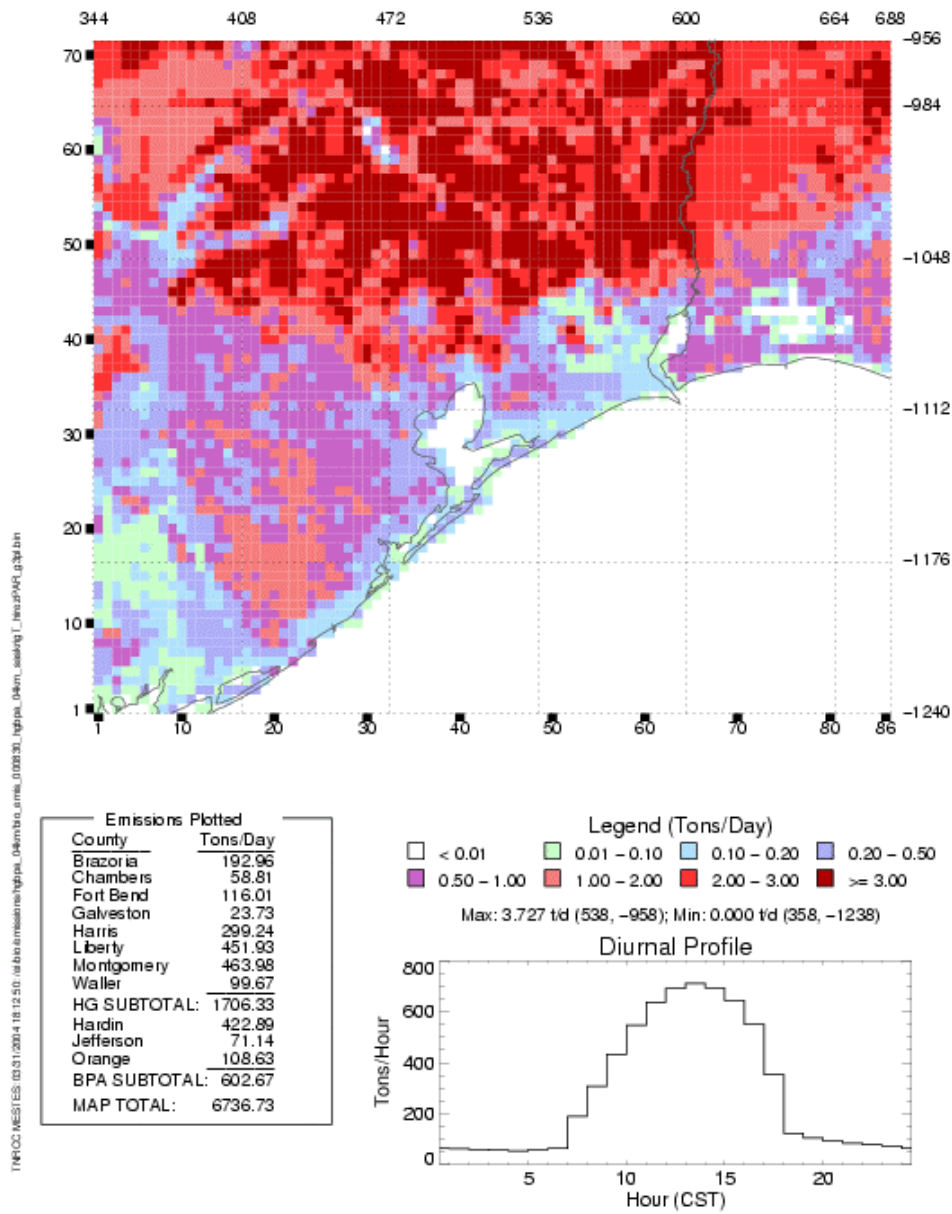 344 408 472 536 600 664 688
70 -956
-984
60
50
-1048
40
-1112
30
20
-1176
10
1 -1240
1 10 20 30 40 50 60 70 80 86
Emissions Plotted
County Tons/Day
Brazoria 192.96
Chambers 58.81
Fort Bend 116.01
Galveston 23.73
Harris 299.24
Liberty 451.93
Montgomery 463.98
Waller 99.67
HG SUBTOTAL: 1706.33
Hardin 422.89
Jefferson 71.14
Orange 108.63
BPA SUBTOTAL: 602.67
MAP TOTAL: 6736.73
Legend (Tons/Day)
< 0.01 0.01 - 0.10 0.10 - 0.20 0.20 - 0.50
0.50 - 1.00 1.00 - 2.00 2.00 - 3.00 >= 3.00
Max: 3.727 t/d (538, -958); Min: 0.000 t/d (358, -1238)
Diurnal Profile
Tons/Hour
800
600
400
200
0
5 10 15 20
Hour (CST)